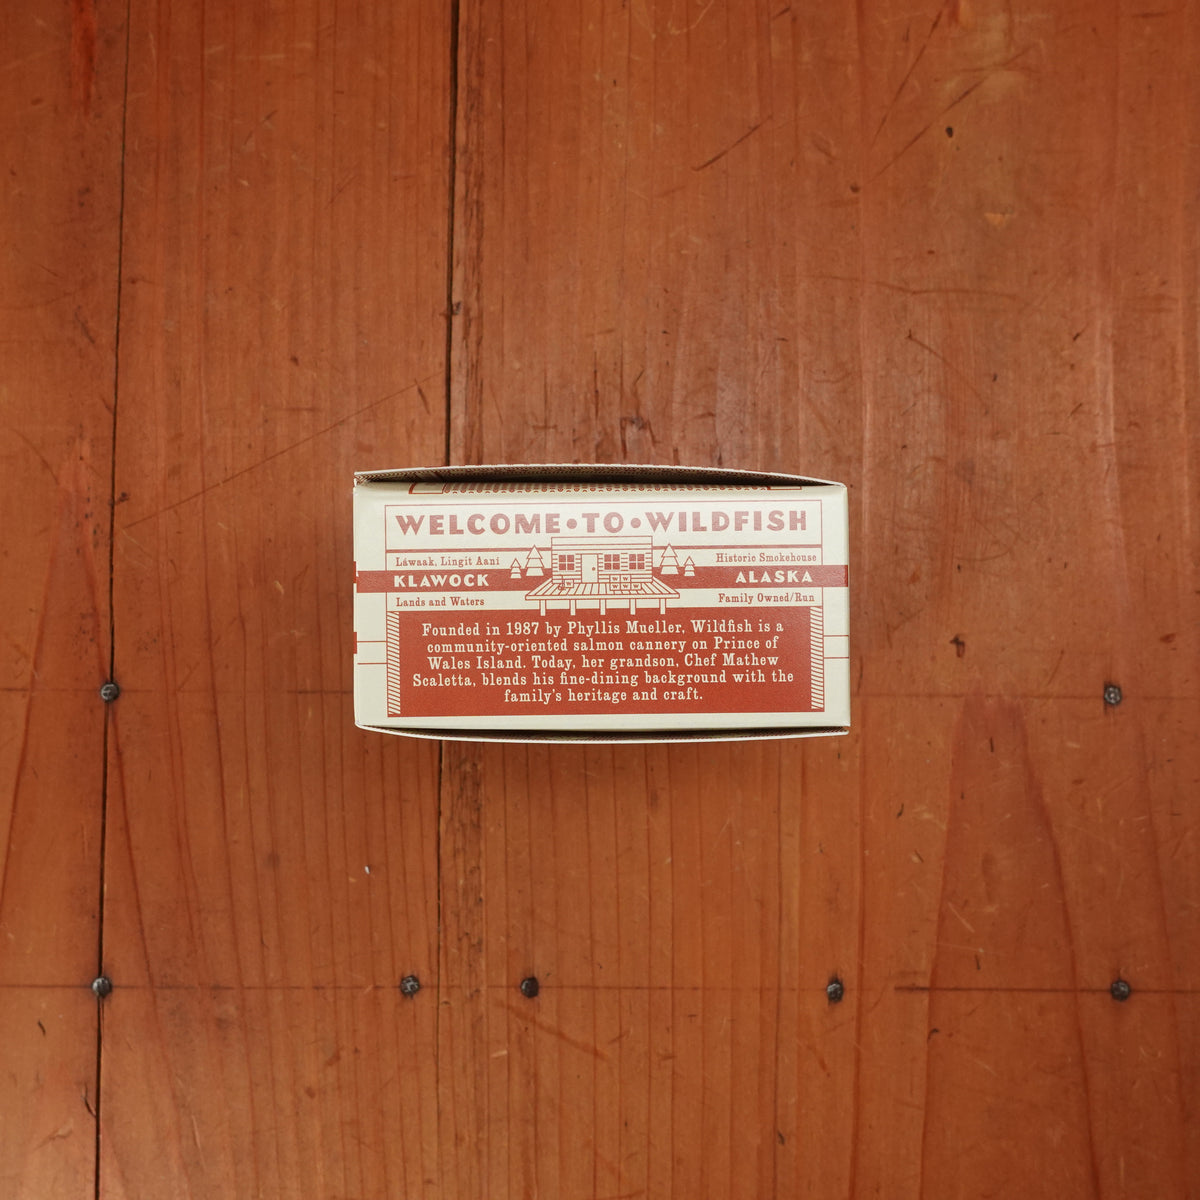 WELCOME•TO•WILDFISH
Láwaak, Lingít Aaní
Historic Smokehouse
KLAWOCK
ALASKA
Lands and Waters
Family Owned/Run
Founded in 1987 by Phyllis Mueller, Wildfish is a
community-oriented salmon cannery on Prince of
Wales Island. Today, her grandson, Chef Mathew
Scaletta, blends his fine-dining background with the
family's heritage and craft.